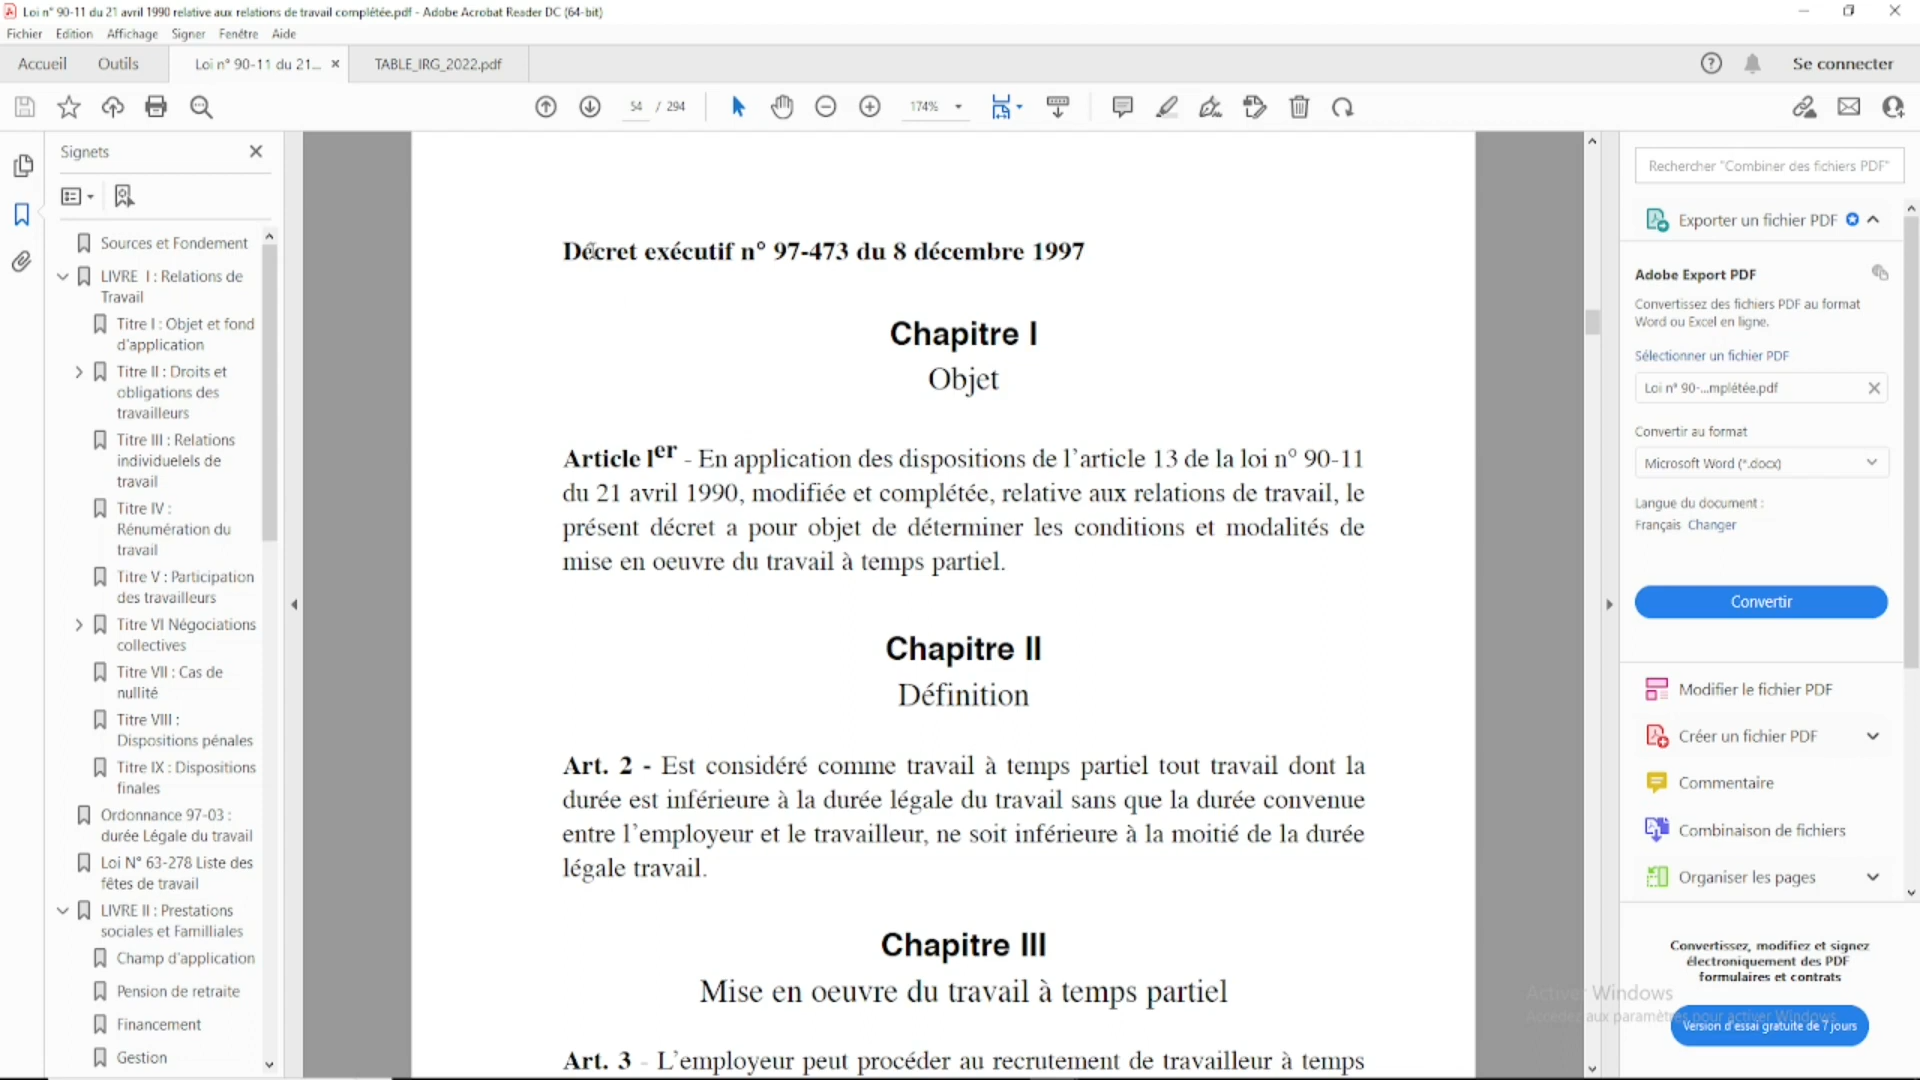 Loi n° 90-11 du 21 avril 1990 relative aux relations de travail complétée.pdf - Adobe Acrobat Reader DC (64-bit)
Fichier Edition Affichage Signer Fenêtre Aide
Accueil Outils Loi n° 90-11 du 21... × TABLE_IRG_2022.pdf Se connecter
54 / 294 174%
Signets
Sources et Fondement
LIVRE I : Relations de
Travail
Titre I : Objet et fond
d'application
Titre II : Droits et
obligations des
travailleurs
Titre III : Relations
individuelels de
travail
Titre IV :
Rénumération du
travail
Titre V : Participation
des travailleurs
Titre VI Négociations
collectives
Titre VII : Cas de
nullité
Titre VIII :
Dispositions pénales
Titre IX : Dispositions
finales
Ordonnance 97-03 :
durée Légale du travail
Loi N° 63-278 Liste des
fêtes de travail
LIVRE II : Prestations
sociales et Familliales
Champ d'application
Pension de retraite
Financement
Gestion
Décret exécutif n° 97-473 du 8 décembre 1997
Chapitre I
Objet
Article 1er - En application des dispositions de l'article 13 de la loi n° 90-11
du 21 avril 1990, modifiée et complétée, relative aux relations de travail, le
présent décret a pour objet de déterminer les conditions et modalités de
mise en oeuvre du travail à temps partiel.
Chapitre II
Définition
Art. 2 - Est considéré comme travail à temps partiel tout travail dont la
durée est inférieure à la durée légale du travail sans que la durée convenue
entre l'employeur et le travailleur, ne soit inférieure à la moitié de la durée
légale travail.
Chapitre III
Mise en oeuvre du travail à temps partiel
Art. 3 - L'employeur peut procéder au recrutement de travailleur à temps
Rechercher "Combiner des fichiers PDF"
Exporter un fichier PDF
Adobe Export PDF
Convertissez des fichiers PDF au format
Word ou Excel en ligne.
Sélectionner un fichier PDF
Loi n° 90-...mplétée.pdf
Convertir au format
Microsoft Word (*.docx)
Langue du document :
Français Changer
Convertir
Modifier le fichier PDF
Créer un fichier PDF
Commentaire
Combinaison de fichiers
Organiser les pages
Convertissez, modifiez et signez
électroniquement des PDF
formulaires et contrats
Activer Windows
Accédez aux paramètres pour activer Windows.
Version d'essai gratuite de 7 jours